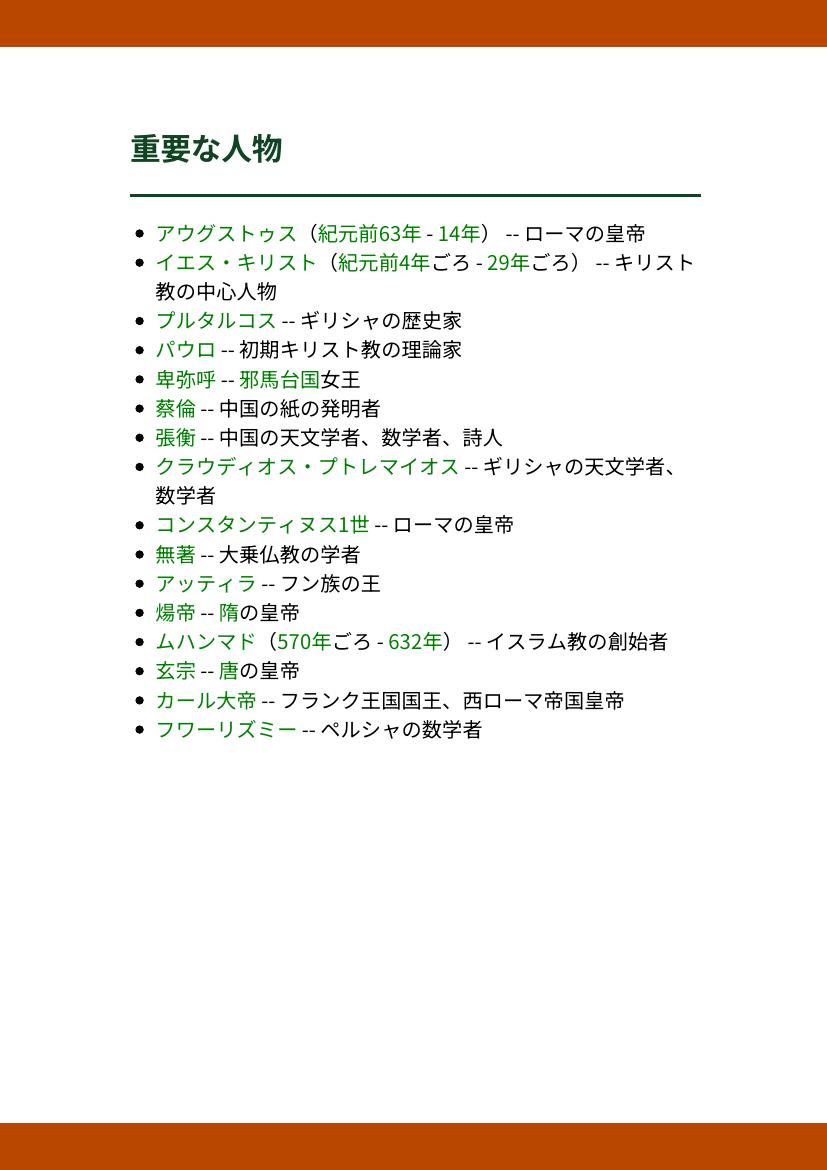 重要な人物
アウグストゥス（紀元前63年 - 14年） -- ローマの皇帝
イエス・キリスト（紀元前4年ごろ - 29年ごろ） -- キリスト
教の中心人物
プルタルコス -- ギリシャの歴史家
パウロ -- 初期キリスト教の理論家
卑弥呼 -- 邪馬台国女王
蔡倫 -- 中国の紙の発明者
張衡 -- 中国の天文学者、数学者、詩人
クラウディオス・プトレマイオス -- ギリシャの天文学者、
数学者
コンスタンティヌス1世 -- ローマの皇帝
無著 -- 大乗仏教の学者
アッティラ -- フン族の王
煬帝 -- 隋の皇帝
ムハンマド（570年ごろ - 632年） -- イスラム教の創始者
玄宗 -- 唐の皇帝
カール大帝 -- フランク王国国王、西ローマ帝国皇帝
フワーリズミー -- ペルシャの数学者